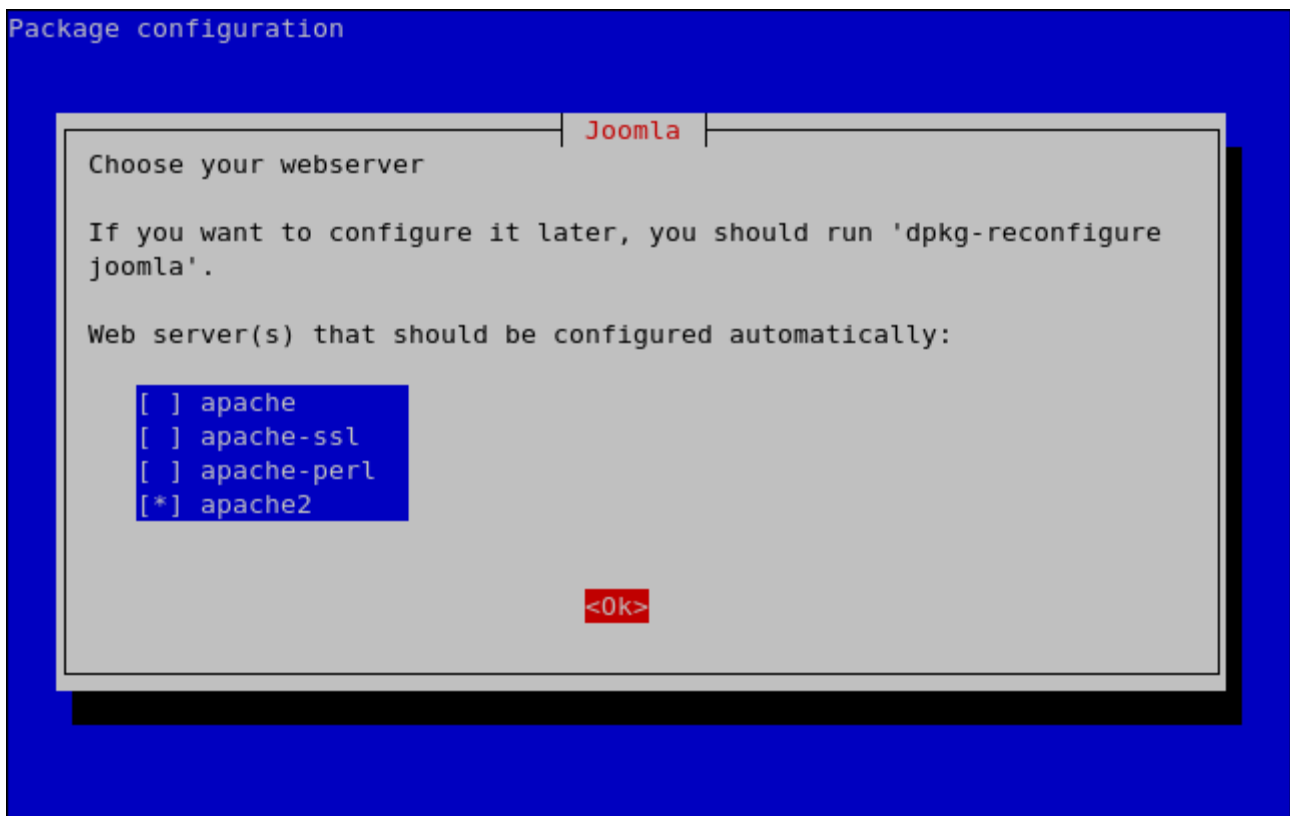 Package configuration
Joomla
Choose your webserver
If you want to configure it later, you should run 'dpkg-reconfigure
joomla'.
Web server(s) that should be configured automatically:
[ ] apache
[ ] apache-ssl
[ ] apache-perl
[*] apache2
<Ok>